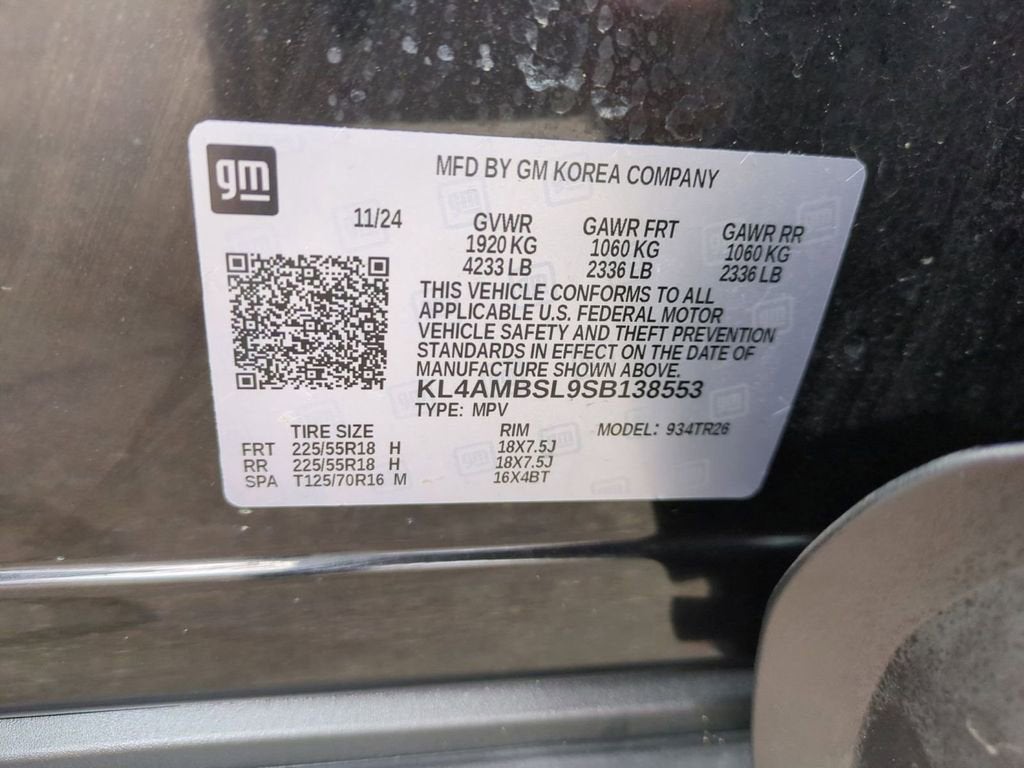 gm
MFD BY GM KOREA COMPANY
11/24 GVWR GAWR FRT GAWR RR
1920 KG 1060 KG 1060 KG
4233 LB 2336 LB 2336 LB
THIS VEHICLE CONFORMS TO ALL
APPLICABLE U.S. FEDERAL MOTOR
VEHICLE SAFETY AND THEFT PREVENTION
STANDARDS IN EFFECT ON THE DATE OF
MANUFACTURE SHOWN ABOVE.
KL4AMBSL9SB138553
TYPE: MPV
TIRE SIZE RIM MODEL: 934TR26
FRT 225/55R18 H 18X7.5J
RR 225/55R18 H 18X7.5J
SPA T125/70R16 M 16X4BT